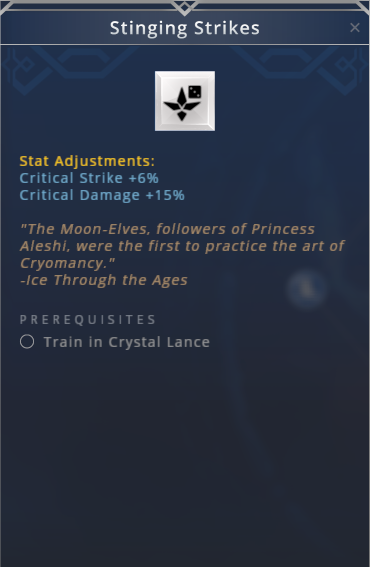 Stinging Strikes
Stat Adjustments:
Critical Strike +6%
Critical Damage +15%
"The Moon-Elves, followers of Princess
Aleshi, were the first to practice the art of
Cryomancy."
-Ice Through the Ages
PREREQUISITES
Train in Crystal Lance